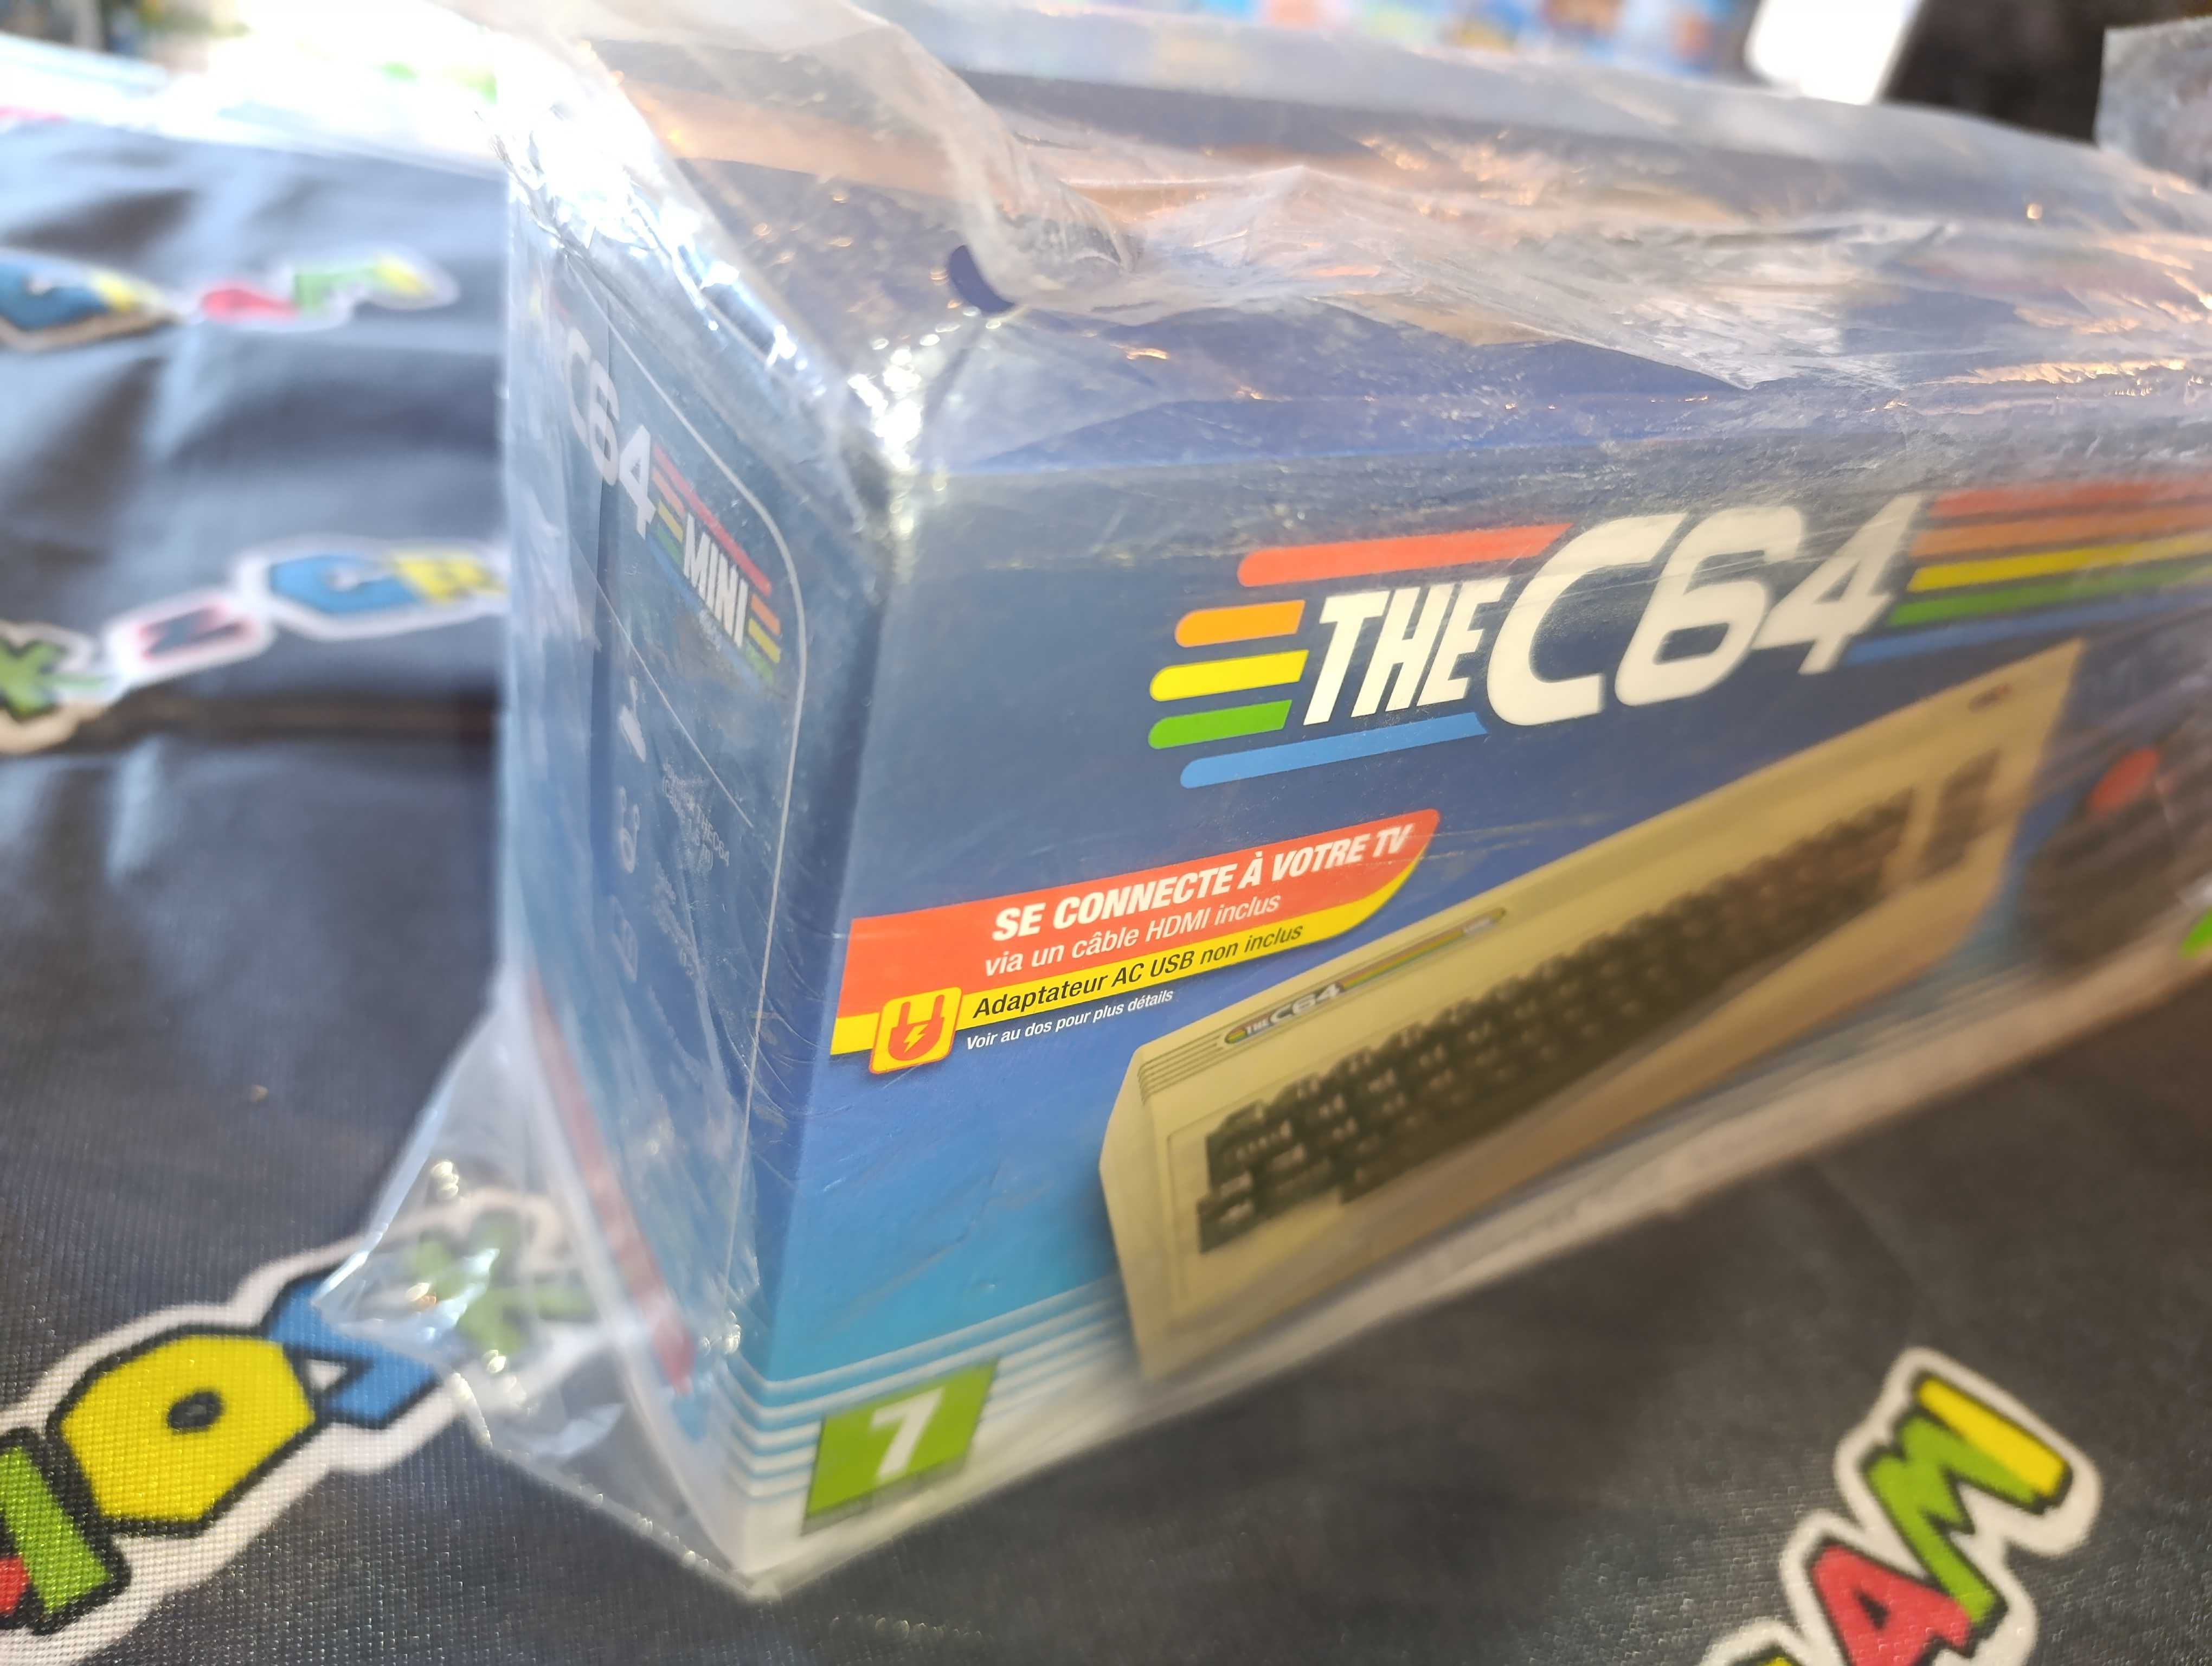 THEC64
SE CONNECTE À VOTRE TV
via un câble HDMI inclus
Adaptateur AC USB non inclus
Voir au dos pour plus détails
THEC64
7
C64
MINI